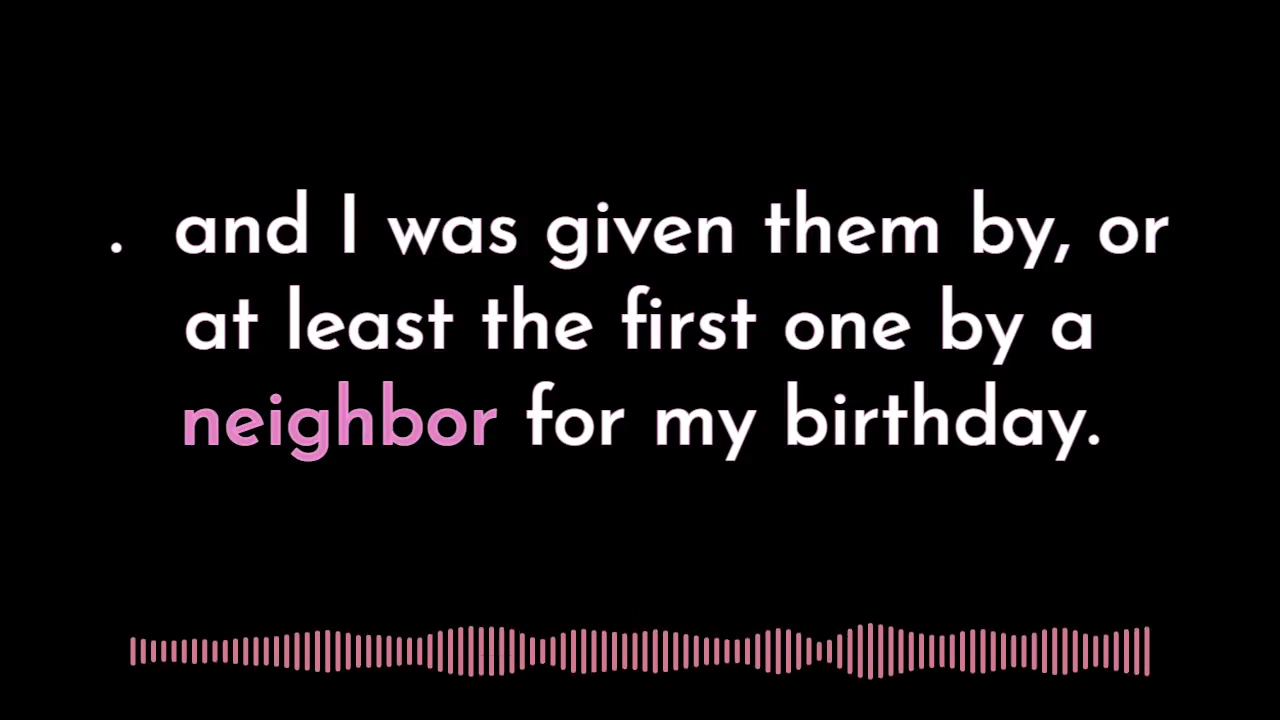 . and I was given them by, or
at least the first one by a
neighbor for my birthday.